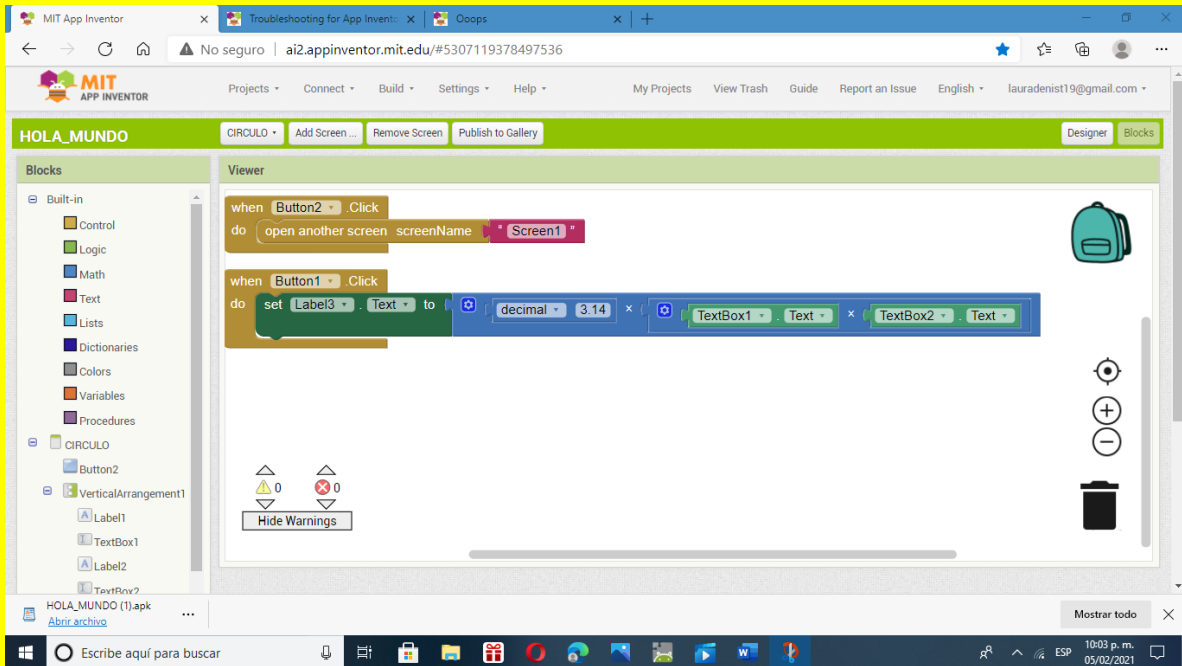 MIT App Inventor
Troubleshooting for App Invento
Ooops
No seguro
ai2.appinventor.mit.edu/#5307119378497536
MIT
APP INVENTOR
Projects
Connect
Build
Settings
Help
My Projects
View Trash
Guide
Report an Issue
English
lauradenist19@gmail.com
HOLA_MUNDO
CIRCULO
Add Screen ...
Remove Screen
Publish to Gallery
Designer
Blocks
Blocks
Viewer
Built-in
Control
Logic
Math
Text
Lists
Dictionaries
Colors
Variables
Procedures
CIRCULO
Button2
VerticalArrangement1
Label1
TextBox1
Label2
TextBox2
when Button2 .Click
do open another screen screenName " Screen1 "
when Button1 .Click
do set Label3 . Text to decimal 3.14 × TextBox1 . Text × TextBox2 . Text
0 0
Hide Warnings
HOLA_MUNDO (1).apk
Abrir archivo
Mostrar todo
Escribe aquí para buscar
ESP
10:03 p. m.
05/02/2021